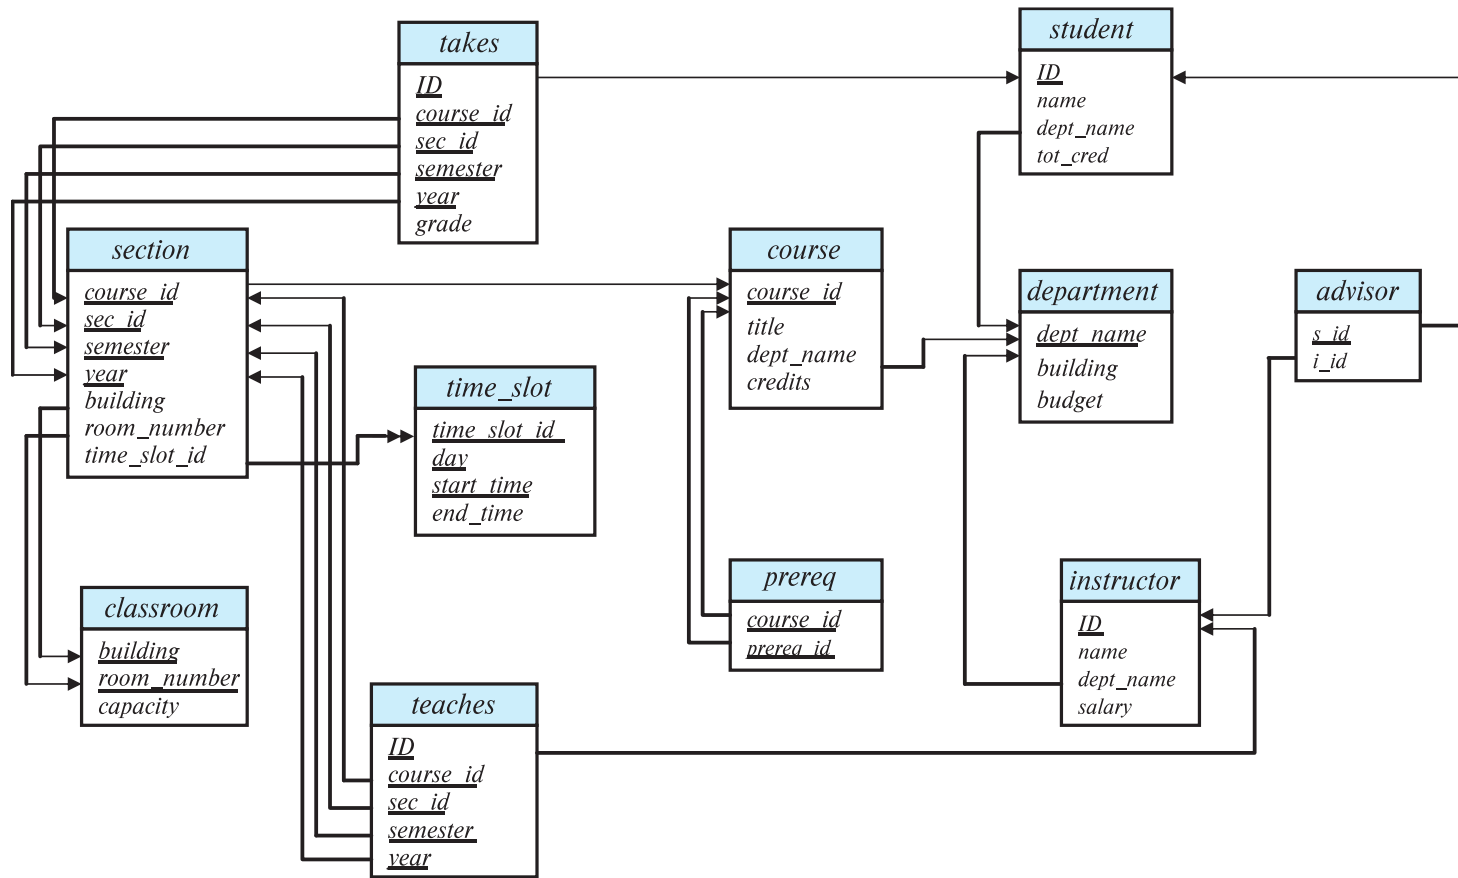 takes
ID
course_id
sec_id
semester
year
grade
student
ID
name
dept_name
tot_cred
section
course_id
sec_id
semester
year
building
room_number
time_slot_id
course
course_id
title
dept_name
credits
department
dept_name
building
budget
advisor
s_id
i_id
time_slot
time_slot_id
day
start_time
end_time
classroom
building
room_number
capacity
prereq
course_id
prereq_id
instructor
ID
name
dept_name
salary
teaches
ID
course_id
sec_id
semester
year